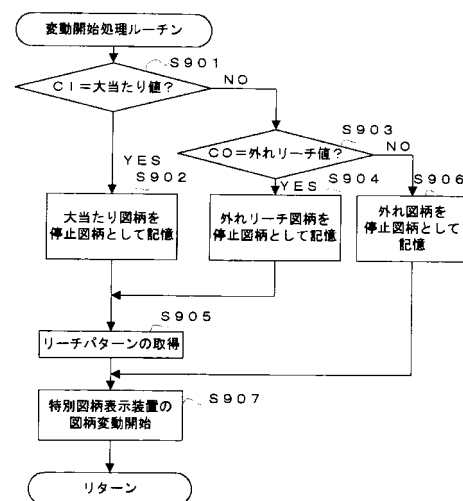 変動開始処理ルーチン
S901
C1=大当たり値?
NO
S903
CO=外れリーチ値?
NO
YES
S902
YES
S904
S906
大当たり図柄を
停止図柄として記憶
外れリーチ図柄を
停止図柄として記憶
外れ図柄を
停止図柄として
記憶
S905
リーチパターンの取得
S907
特別図柄表示装置の
図柄変動開始
リターン